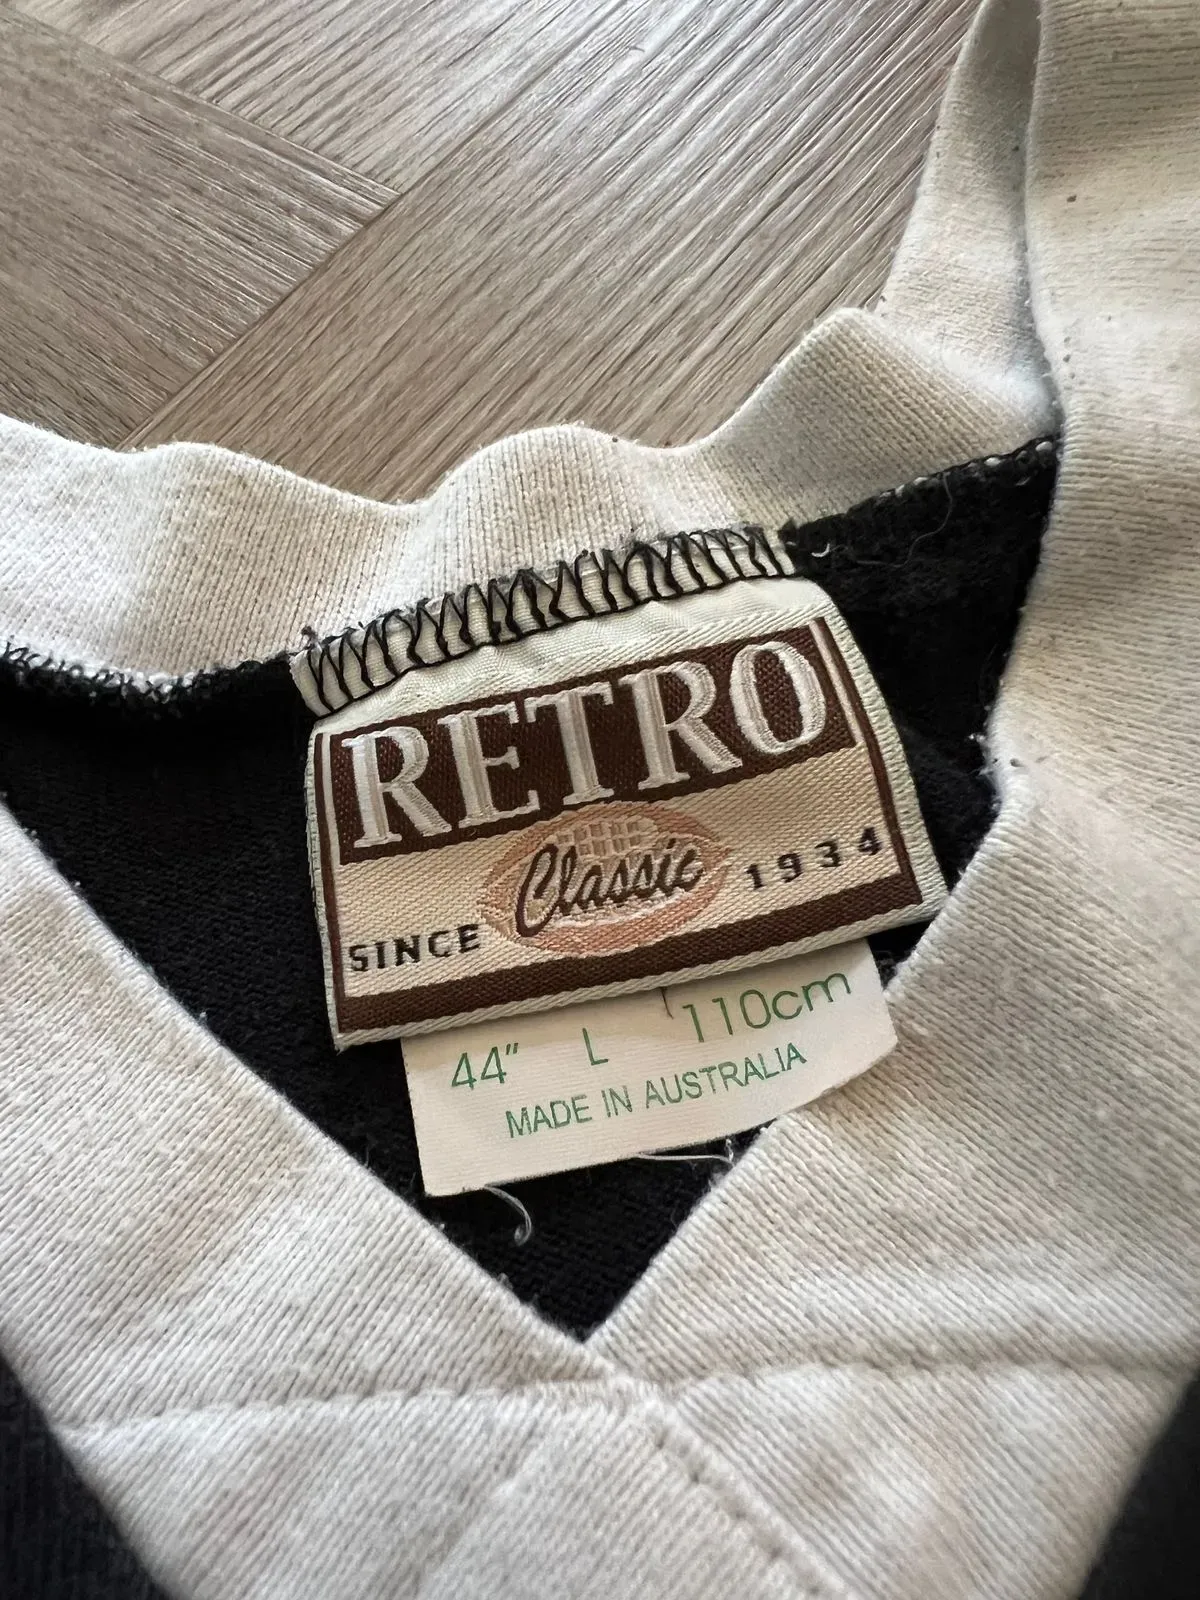 RETRO
Classic
SINCE 1934
44" L 110cm
MADE IN AUSTRALIA